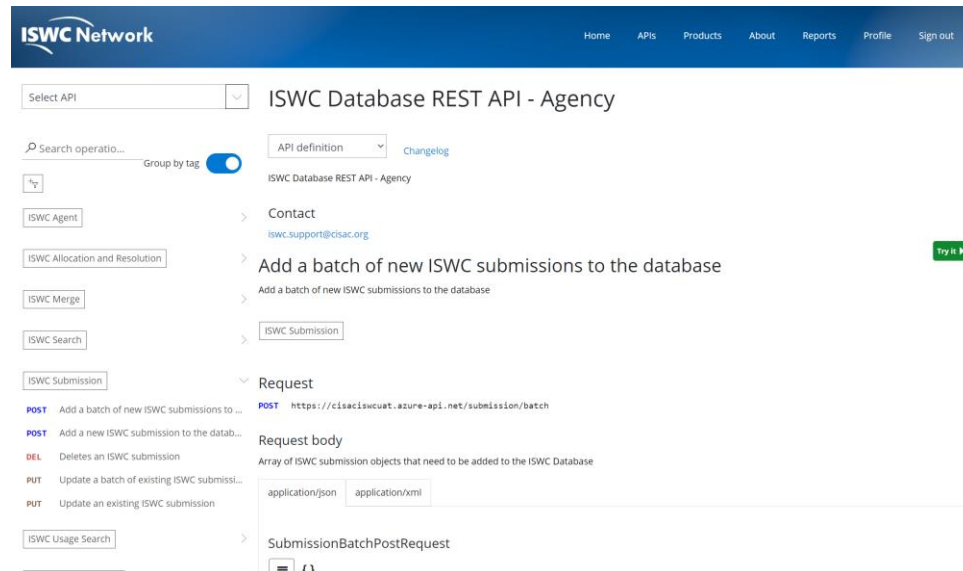 ISWC Network
Home APIs Products About Reports Profile Sign out
Select API
Search operatio...
Group by tag
ISWC Agent
ISWC Allocation and Resolution
ISWC Merge
ISWC Search
ISWC Submission
POST Add a batch of new ISWC submissions to ...
POST Add a new ISWC submission to the datab...
DEL Deletes an ISWC submission
PUT Update a batch of existing ISWC submissi...
PUT Update an existing ISWC submission
ISWC Usage Search
ISWC Database REST API - Agency
API definition Changelog
ISWC Database REST API - Agency
Contact
iswc.support@cisac.org
Try it
Add a batch of new ISWC submissions to the database
Add a batch of new ISWC submissions to the database
ISWC Submission
Request
POST https://cisaciswcuat.azure-api.net/submission/batch
Request body
Array of ISWC submission objects that need to be added to the ISWC Database
application/json application/xml
SubmissionBatchPostRequest
{ }